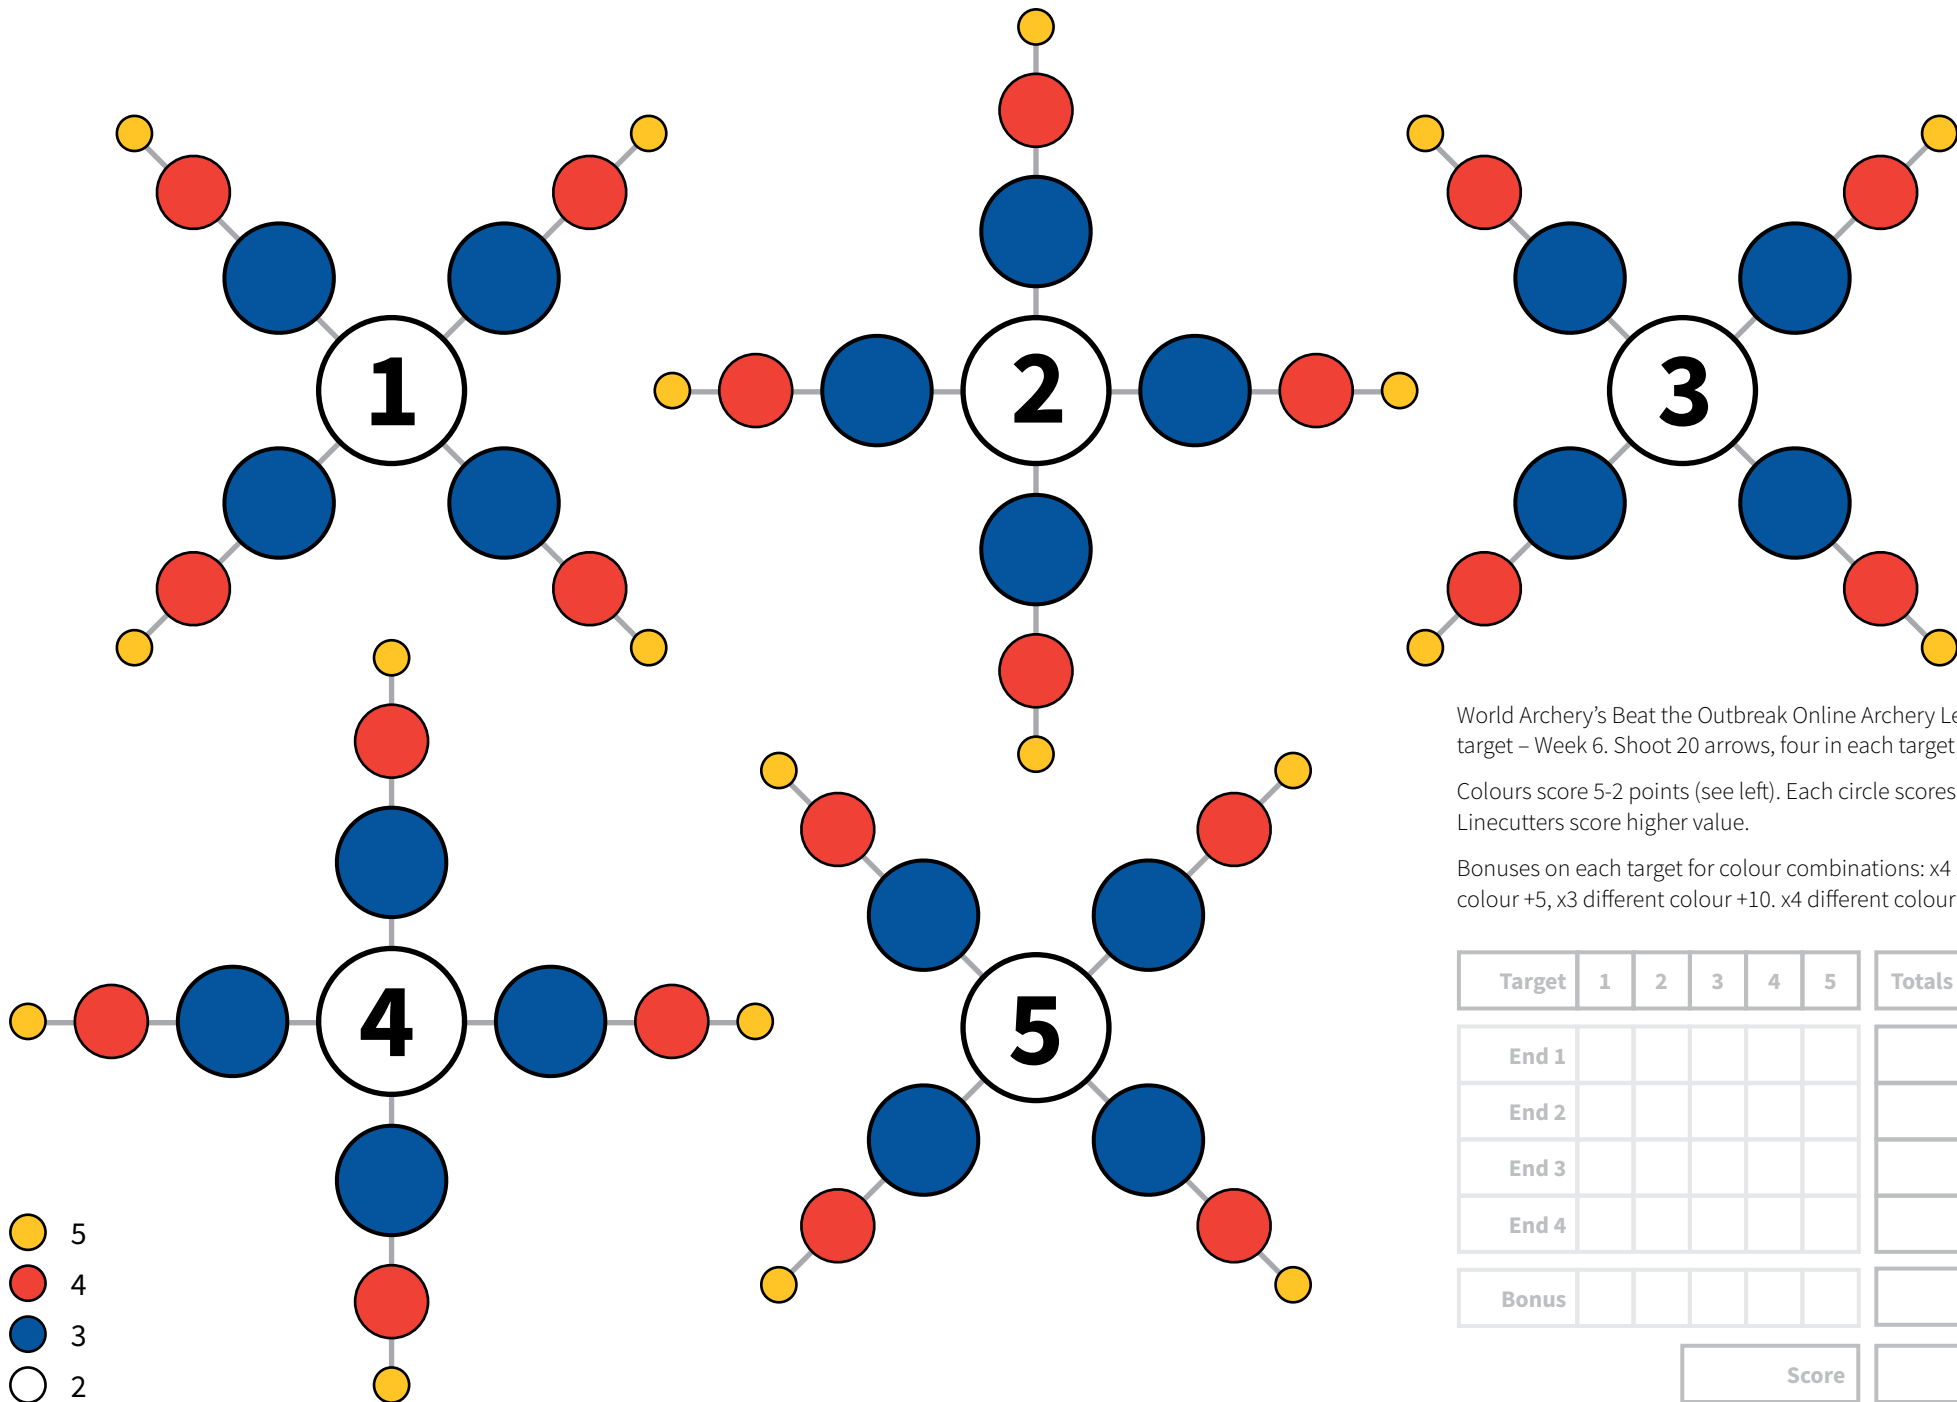 1
2
3
4
5
World Archery’s Beat the Outbreak Online Archery
target – Week 6. Shoot 20 arrows, four in each target
Colours score 5-2 points (see left). Each circle scores
Linecutters score higher value.
Bonuses on each target for colour combinations: x4
colour +5, x3 different colour +10. x4 different colour
Target 1 2 3 4 5 Totals
End 1
End 2
End 3
End 4
Bonus
Score
5
4
3
2